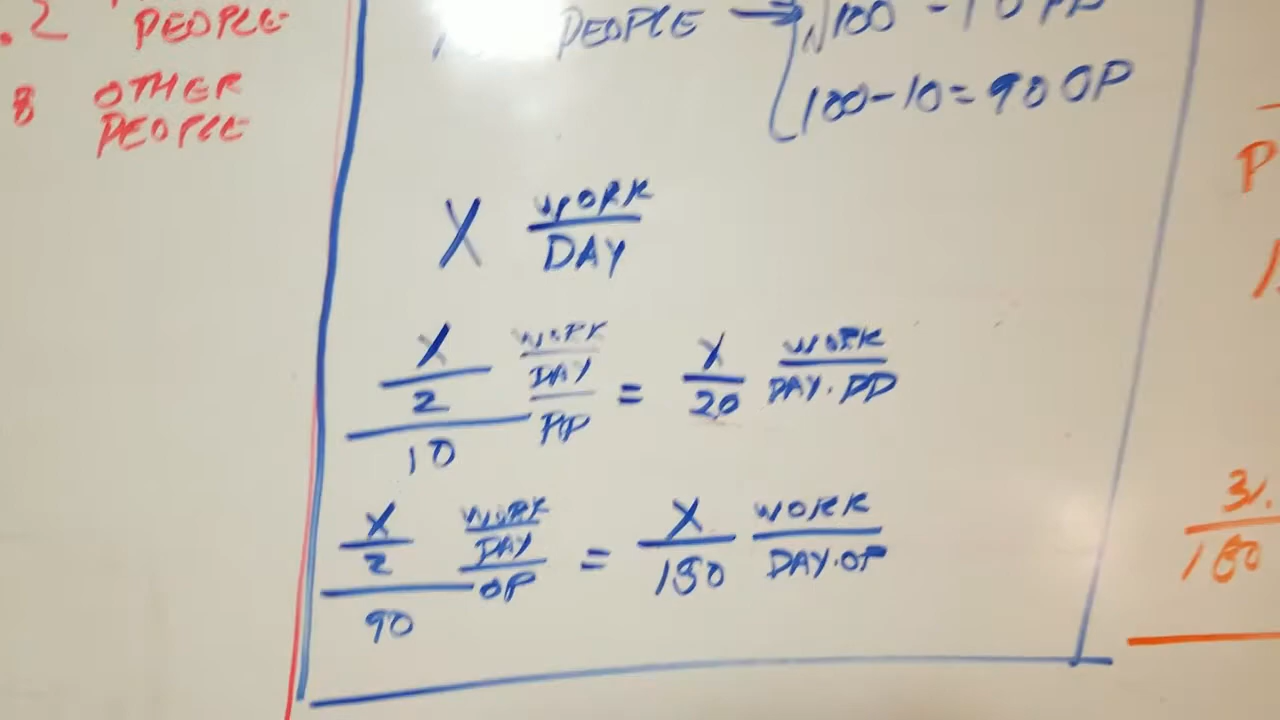 .2 PEOPLE
8 OTHER
PEOPLE
PEOPLE → √100 = 10 PP
100-10=90 OP
X WORK/DAY
X/2/10 WORK/DAY/PP = X/20 WORK/DAY.PP
X/2/90 WORK/DAY/OP = X/180 WORK/DAY.OP
P
3
180